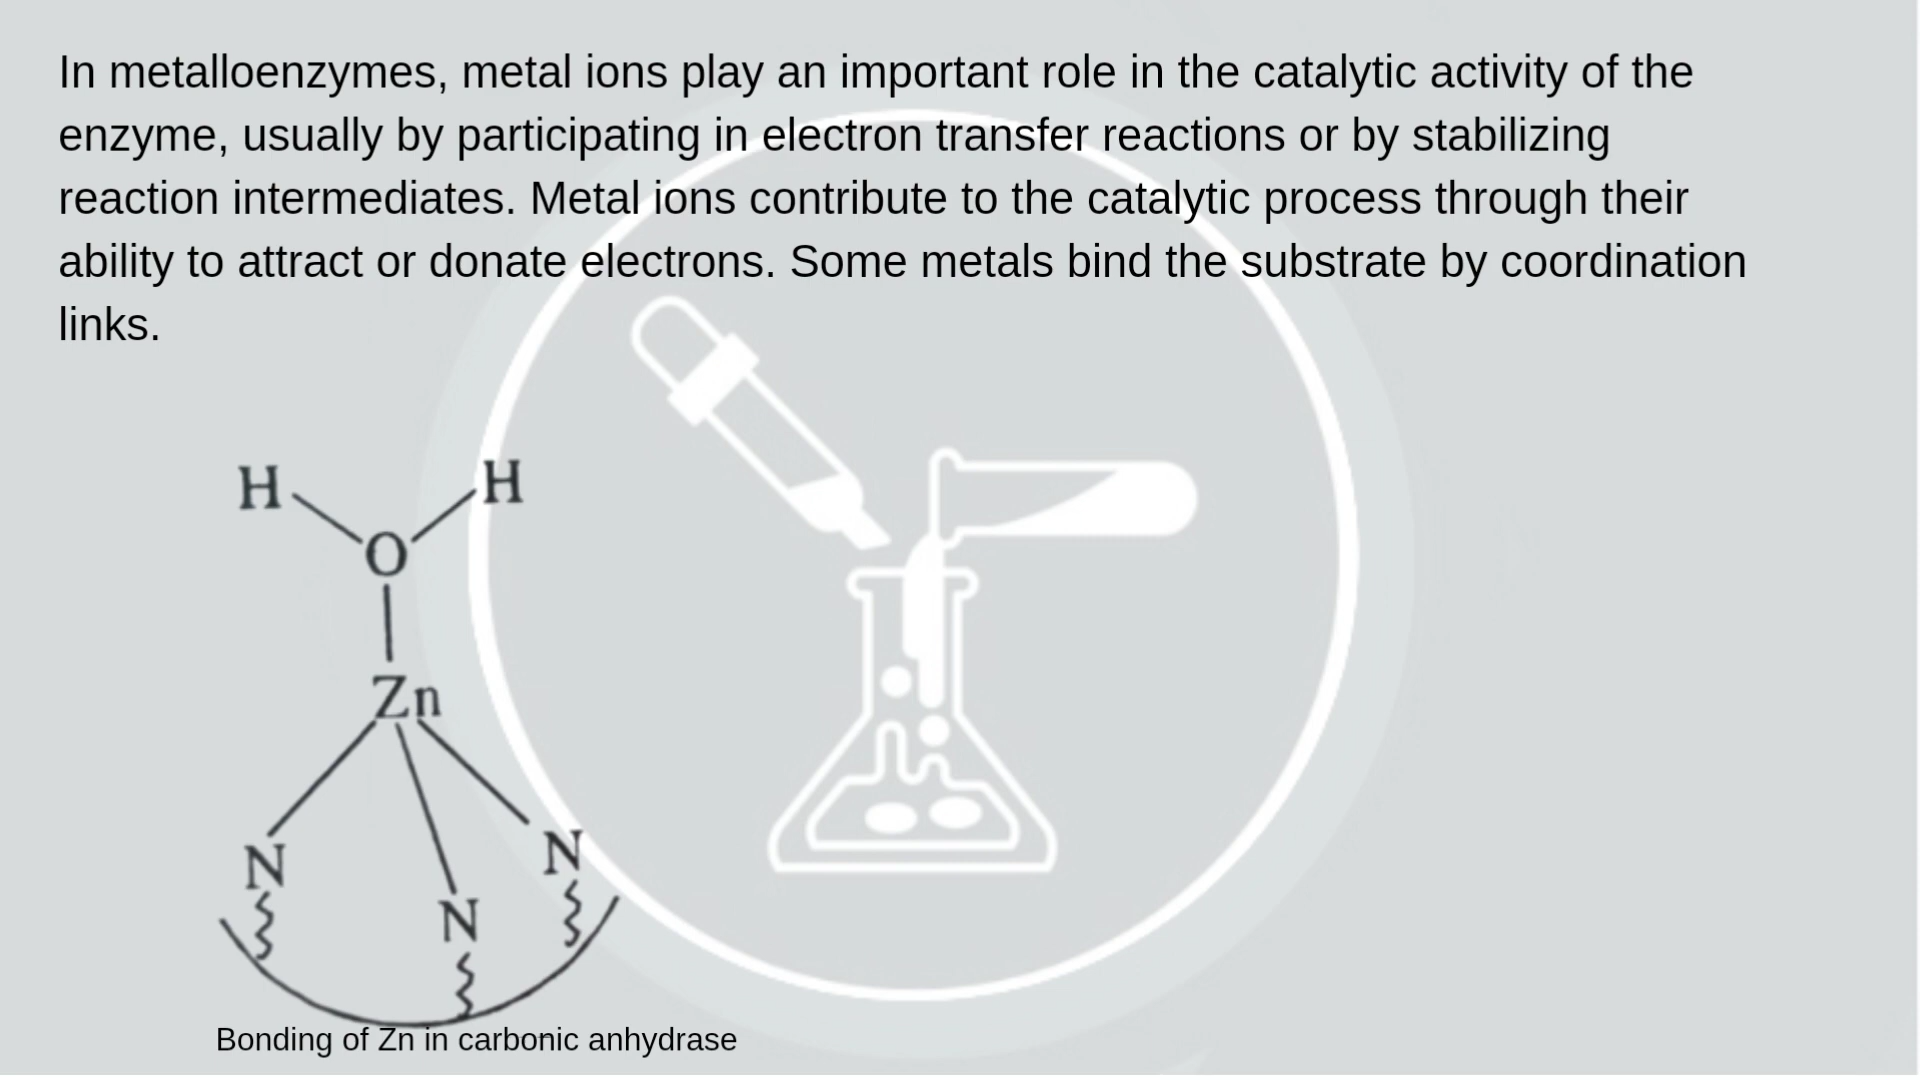 In metalloenzymes, metal ions play an important role in the catalytic activity of the
enzyme, usually by participating in electron transfer reactions or by stabilizing
reaction intermediates. Metal ions contribute to the catalytic process through their
ability to attract or donate electrons. Some metals bind the substrate by coordination
links.
H H
O
Zn
N N
N
Bonding of Zn in carbonic anhydrase